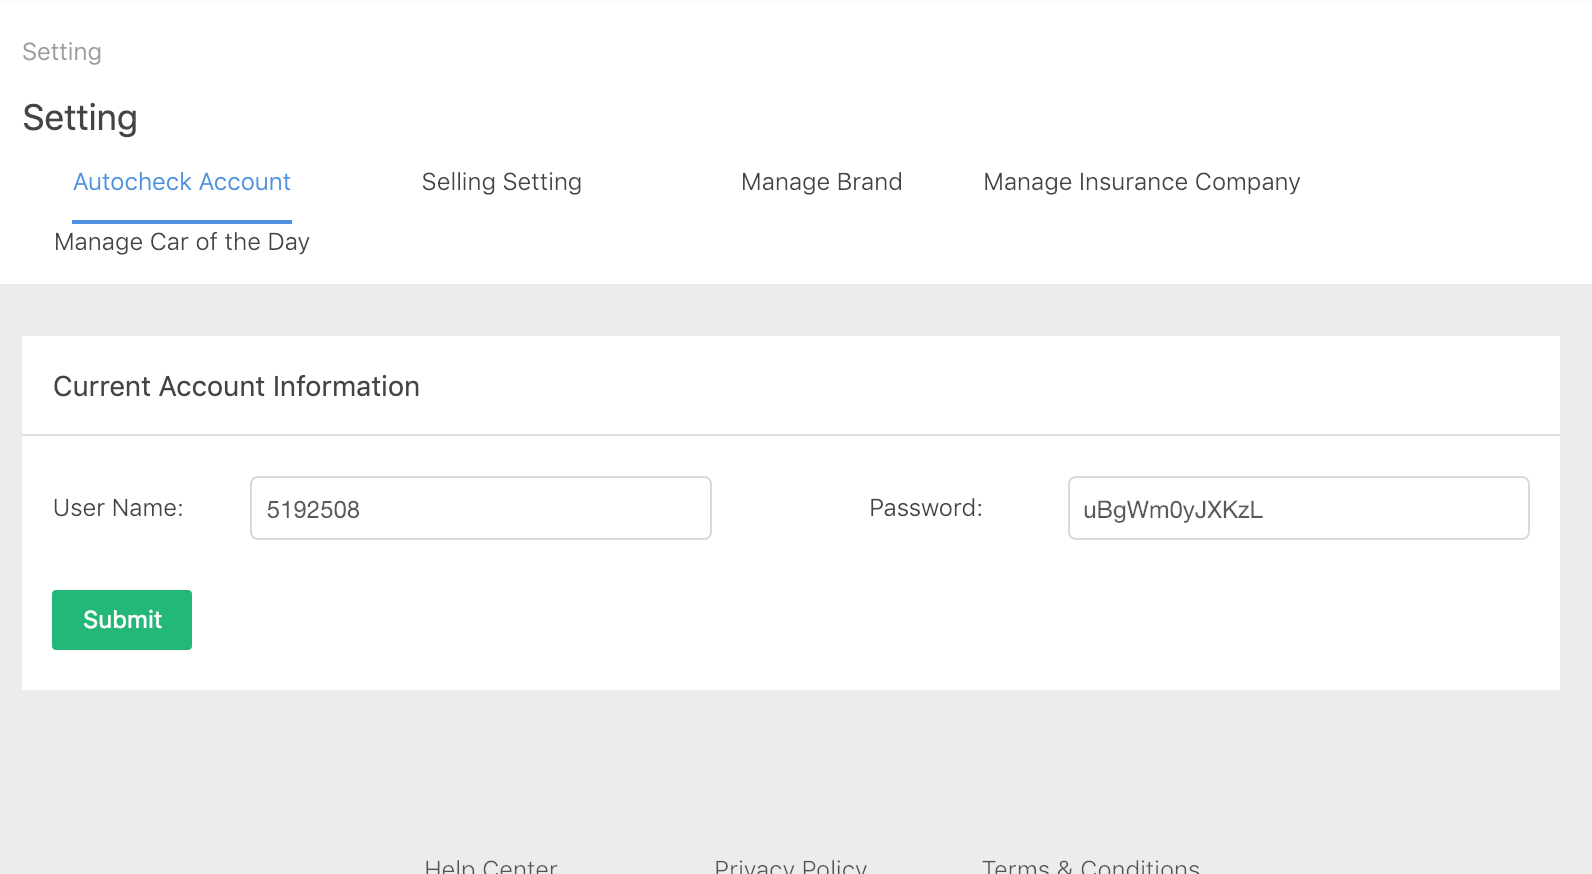 Setting
Setting
Autocheck Account
Selling Setting
Manage Brand
Manage Insurance Company
Manage Car of the Day
Current Account Information
User Name:
5192508
Password:
uBgWm0yJXKzL
Submit
Help Center
Privacy Policy
Terms & Conditions